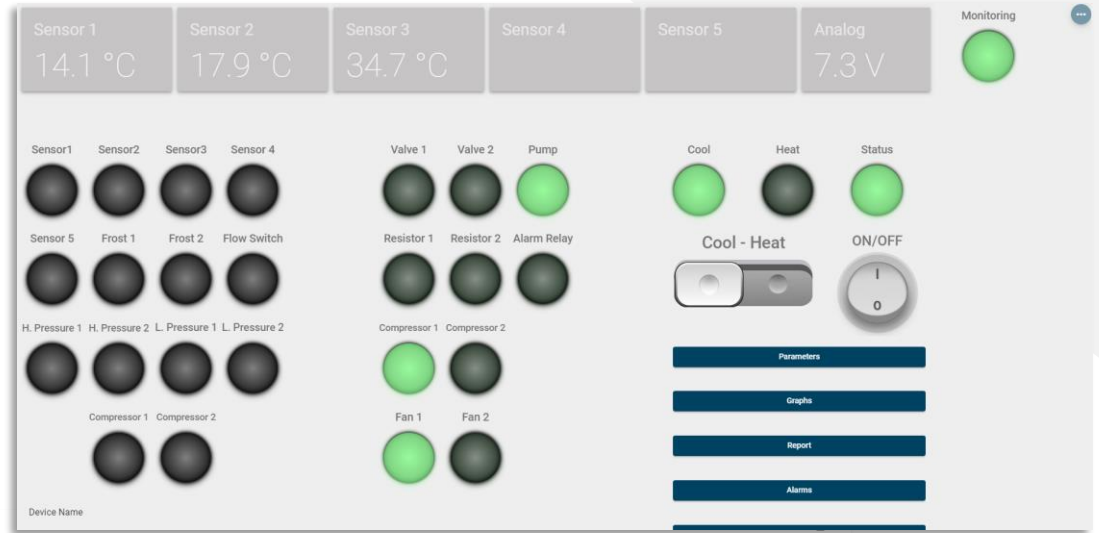 Sensor 1 Sensor 2 Sensor 3 Sensor 4 Sensor 5 Analog Monitoring
14.1 °C 17.9 °C 34.7 °C 7.3 V
Sensor1 Sensor2 Sensor3 Sensor 4 Valve 1 Valve 2 Pump Cool Heat Status
Sensor 5 Frost 1 Frost 2 Flow Switch Resistor 1 Resistor 2 Alarm Relay Cool - Heat ON/OFF
I
0
H. Pressure 1 H. Pressure 2 L. Pressure 1 L. Pressure 2 Compressor 1 Compressor 2
Parameters
Graphs
Compressor 1 Compressor 2 Fan 1 Fan 2
Report
Alarms
Device Name